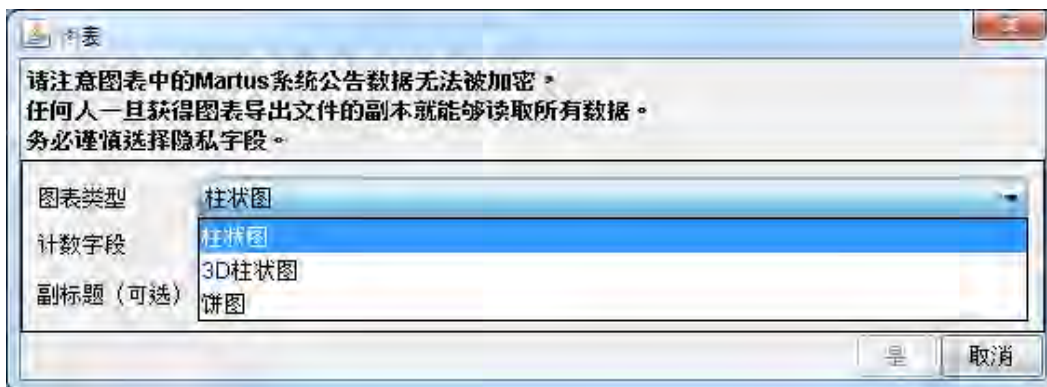 图表
请注意图表中的Martus系统公告数据无法被加密。
任何人一旦获得图表导出文件的副本就能够读取所有数据。
务必谨慎选择隐私字段。
图表类型 柱状图
计数字段 柱状图
3D柱状图
副标题（可选） 饼图
是 取消